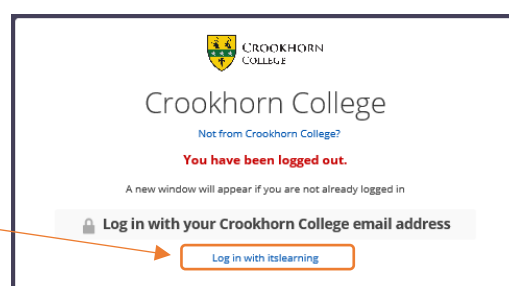 CROOKHORN
COLLEGE
Crookhorn College
Not from Crookhorn College?
You have been logged out.
A new window will appear if you are not already logged in
Log in with your Crookhorn College email address
Log in with itslearning